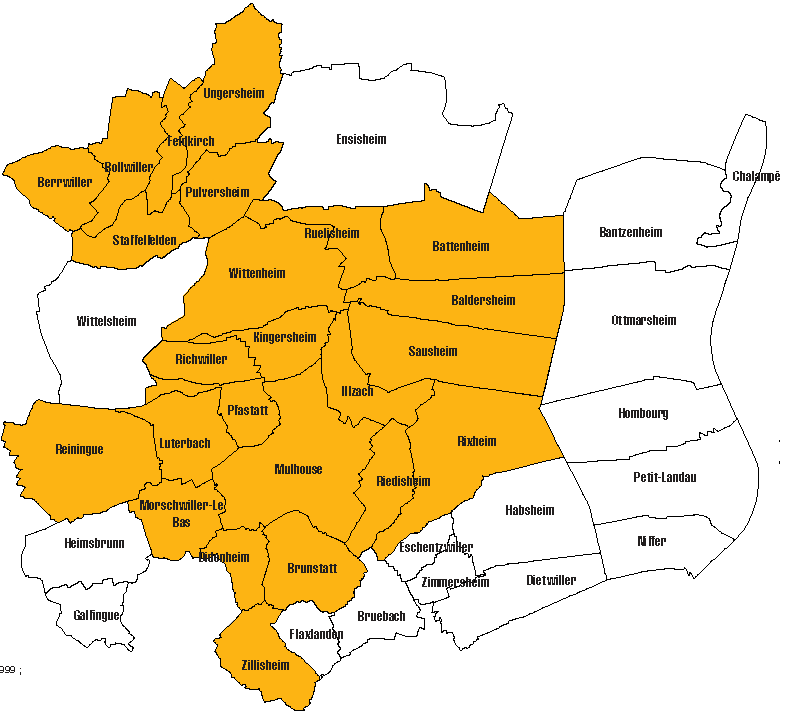 Ungersheim
Ensisheim
Feldkirch
Bollwiller
Chalampé
Berrwiller
Pulversheim
Staffelfelden
Ruelisheim
Bantzenheim
Battenheim
Wittenheim
Baldersheim
Wittelsheim
Ottmarsheim
Kingersheim
Sausheim
Richwiller
Illzach
Pfastatt
Hombourg
Luterbach
Rixheim
Reiningue
Mulhouse
Petit-Landau
Riedisheim
Morschwiller-Le
Bas
Habsheim
Heimsbrunn
Niffer
Eschentzwiller
Didenheim
Brunstatt
Zimmersheim
Dietwiller
Galfingue
Bruebach
Flaxlanden
Zillisheim
999 ;